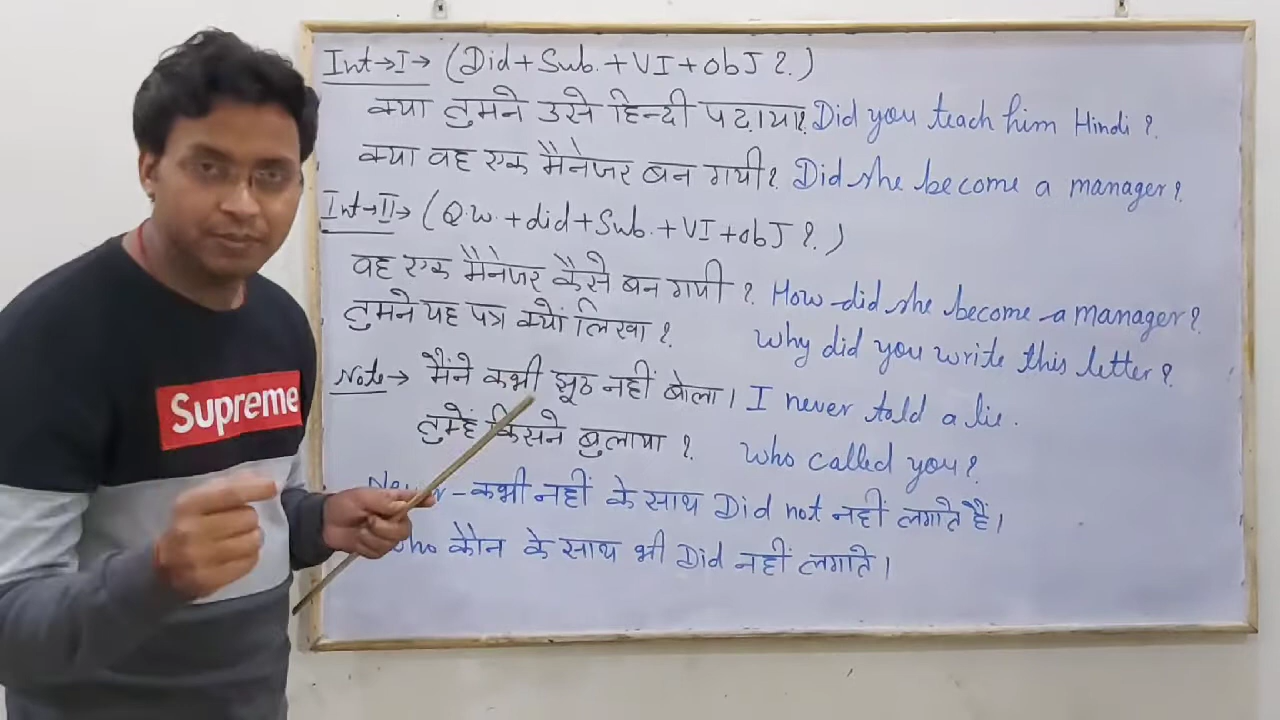 Int→I→ (Did+Sub.+VI+obJ ?.)
क्या तुमने उसे हिन्दी पढ़ाया? Did you teach him Hindi ?
क्या वह एक मैनेजर बन गयी? Did she become a manager?
Int→II→ (Q.w.+did+Sub.+VI+obJ ?.)
वह एक मैनेजर कैसे बन गयी ? How did she become a manager?
तुमने यह पत्र क्यों लिखा ? Why did you write this letter ?
Note→ मैंने कभी झूठ नहीं बोला। I never told a lie.
तुम्हें किसने बुलाया ? Who called you?
कभी नहीं के साथ Did not नहीं लगाते हैं।
कौन के साथ भी Did नहीं लगाते।
Supreme